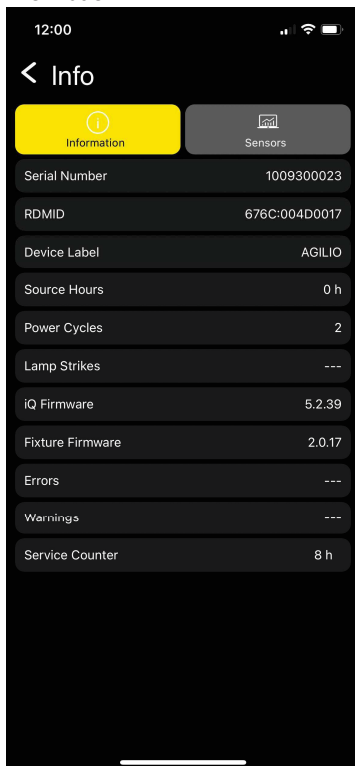 12:00
Info
Information
Sensors
Serial Number 1009300023
RDMID 676C:004D0017
Device Label AGILIO
Source Hours 0 h
Power Cycles 2
Lamp Strikes ---
iQ Firmware 5.2.39
Fixture Firmware 2.0.17
Errors ---
Warnings ---
Service Counter 8 h